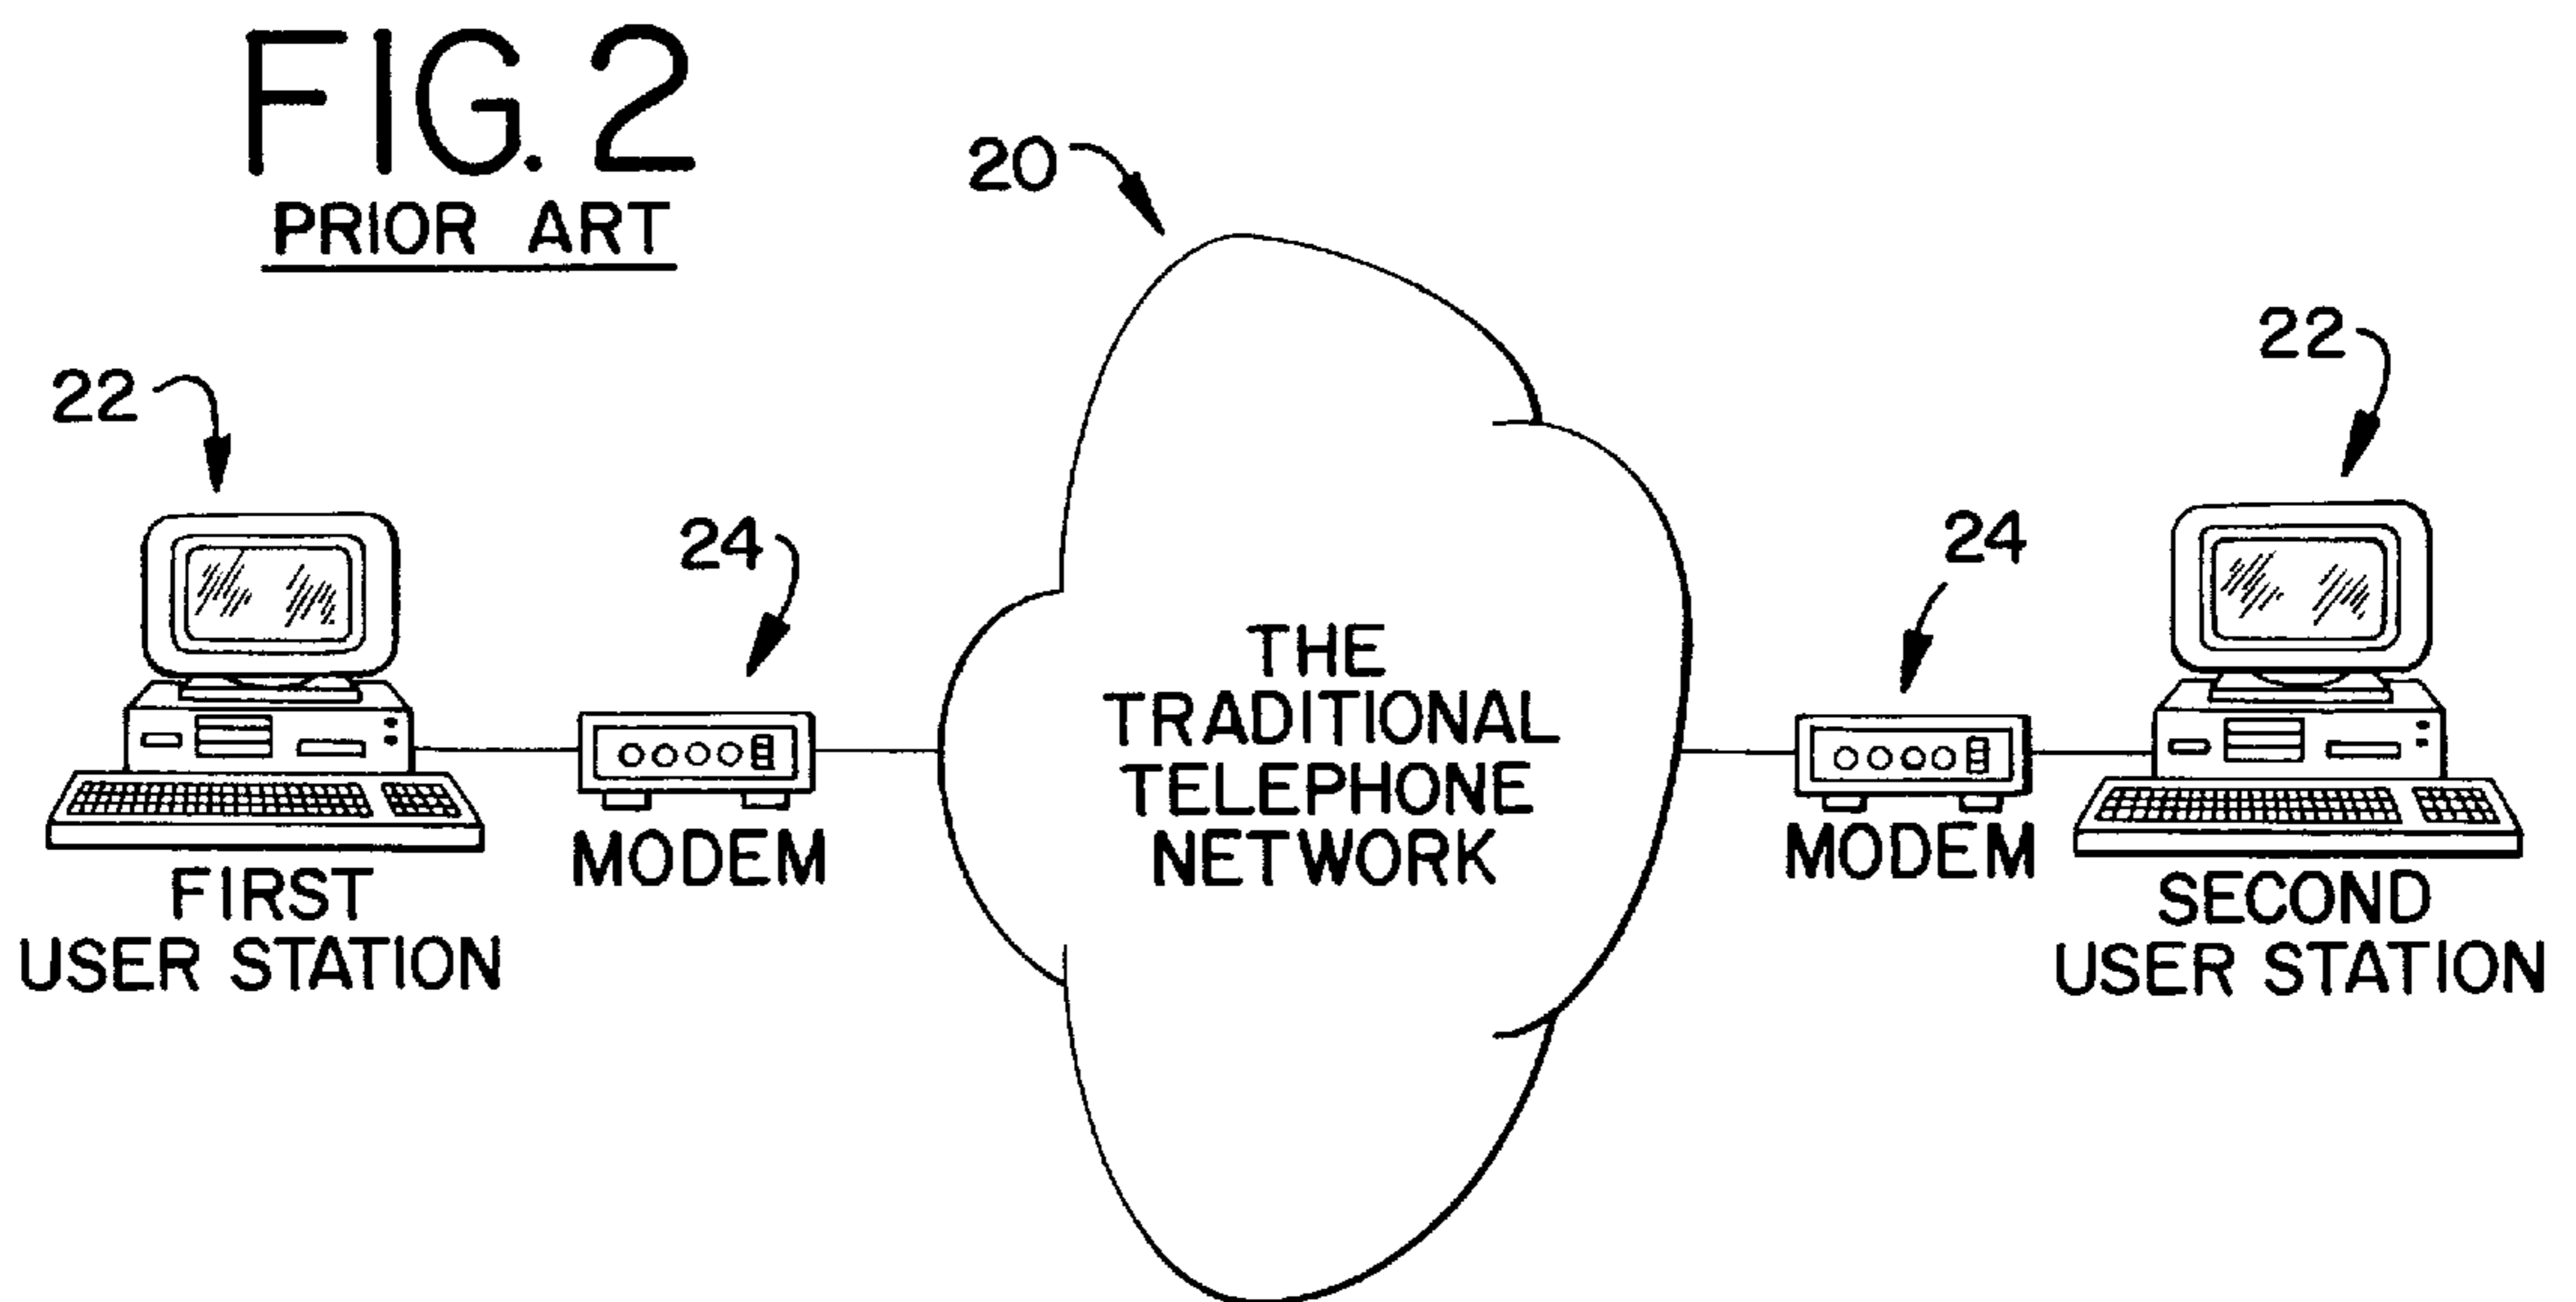 FIG. 2
PRIOR ART
20
22
22
24
24
THE
TRADITIONAL
TELEPHONE
NETWORK
MODEM
MODEM
FIRST
USER STATION
SECOND
USER STATION